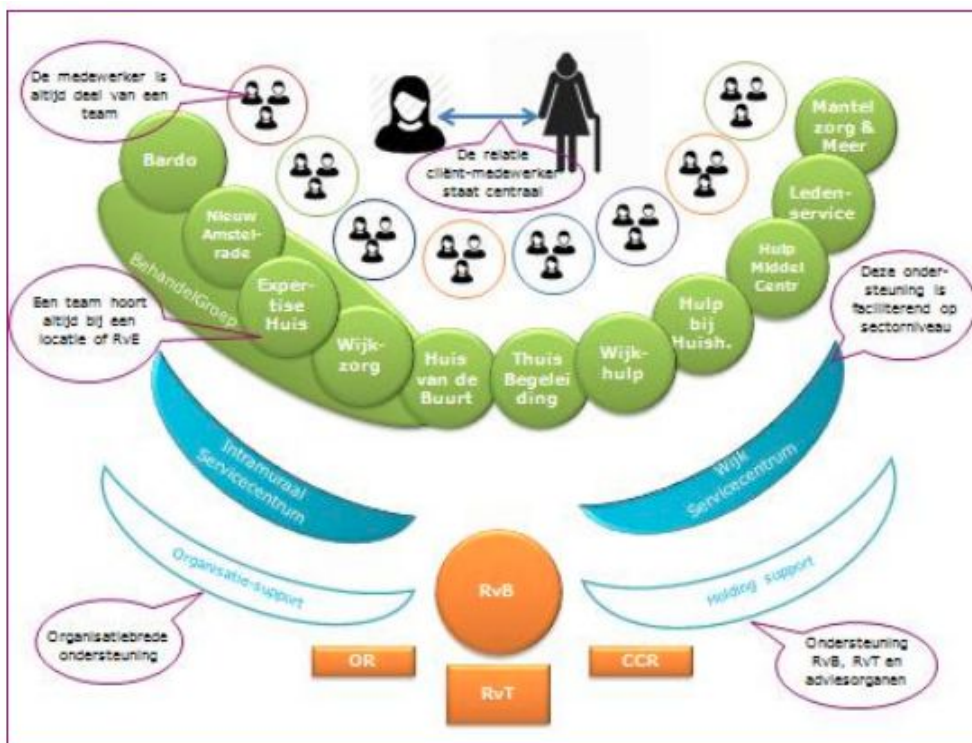 De medewerker is
altijd deel van een
team
De relatie
cliënt-medewerker
staat centraal
Mantel
zorg &
Meer
Bardo
Leden-
service
Nieuw
Amstel-
rade
Hulp
Middel
Centr
BehandelGroep
Exper-
tise
Huis
Hulp
bij
Huish.
Deze onder-
steuning is
faciliterend op
sectorniveau
Een team hoort
altijd bij een
locatie of RvE
Wijk-
zorg
Huis
van de
Buurt
Thuis
Begelei
ding
Wijk-
hulp
Intramuraal
Servicecentrum
Wijk
Servicecentrum
Organisatie-support
RvB
Holding support
Organisatiebrede
ondersteuning
OR
CCR
RvT
Ondersteuning
RvB, RvT en
adviesorganen